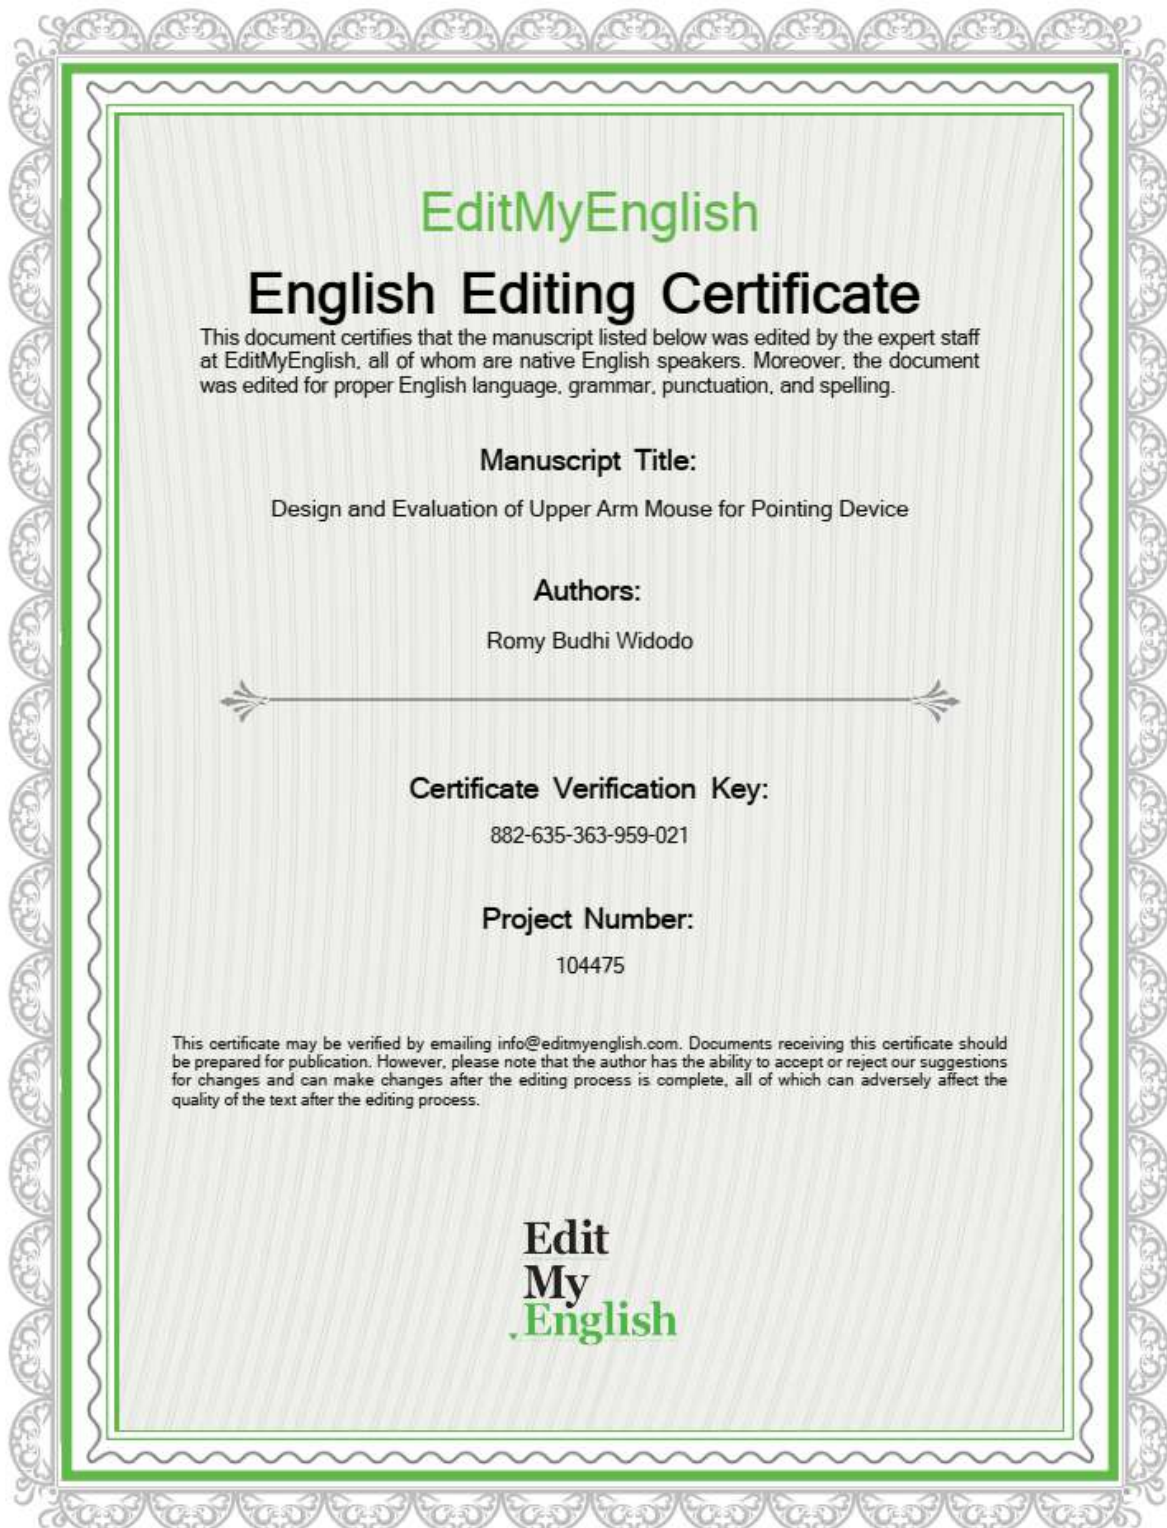 EditMyEnglish
English Editing Certificate
This document certifies that the manuscript listed below was edited by the expert staff
at EditMyEnglish, all of whom are native English speakers. Moreover, the document
was edited for proper English language, grammar, punctuation, and spelling.
Manuscript Title:
Design and Evaluation of Upper Arm Mouse for Pointing Device
Authors:
Romy Budhi Widodo
Certificate Verification Key:
882-635-363-959-021
Project Number:
104475
This certificate may be verified by emailing info@editmyenglish.com. Documents receiving this certificate should
be prepared for publication. However, please note that the author has the ability to accept or reject our suggestions
for changes and can make changes after the editing process is complete, all of which can adversely affect the
quality of the text after the editing process.
Edit
My
English